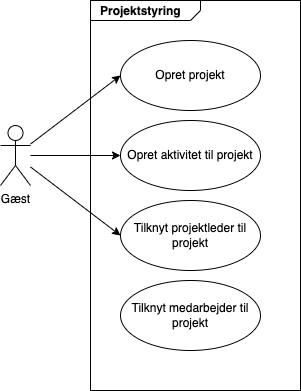 Projektstyring
Opret projekt
Opret aktivitet til projekt
Gæst
Tilknyt projektleder til
projekt
Tilknyt medarbejder til
projekt